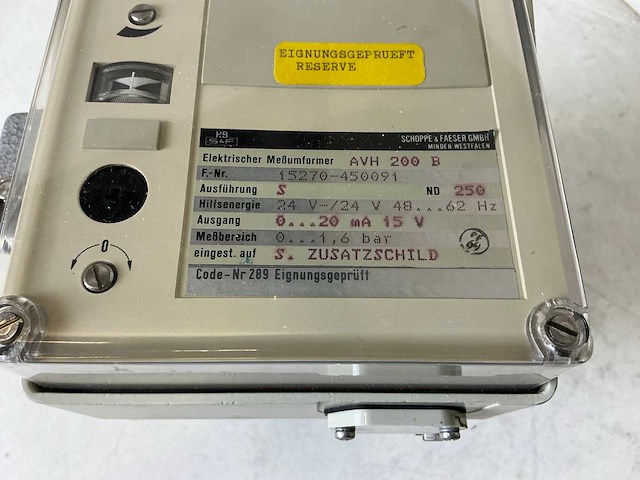 EIGNUNGSGEPRUEFT
RESERVE
HB
S&F
SCHOPPE & FAESER GMBH
MINDEN WESTFALEN
Elektrischer Meßumformer AVH 200 B
F.-Nr. 15270-450091
Ausführung S ND 250
Hilfsenergie 24 V-/24 V 48...62 Hz
Ausgang 0...20 mA 15 V
Meßbereich 0...1,6 bar
eingest. auf S. ZUSATZSCHILD
Code-Nr 289 Eignungsgeprüft
0